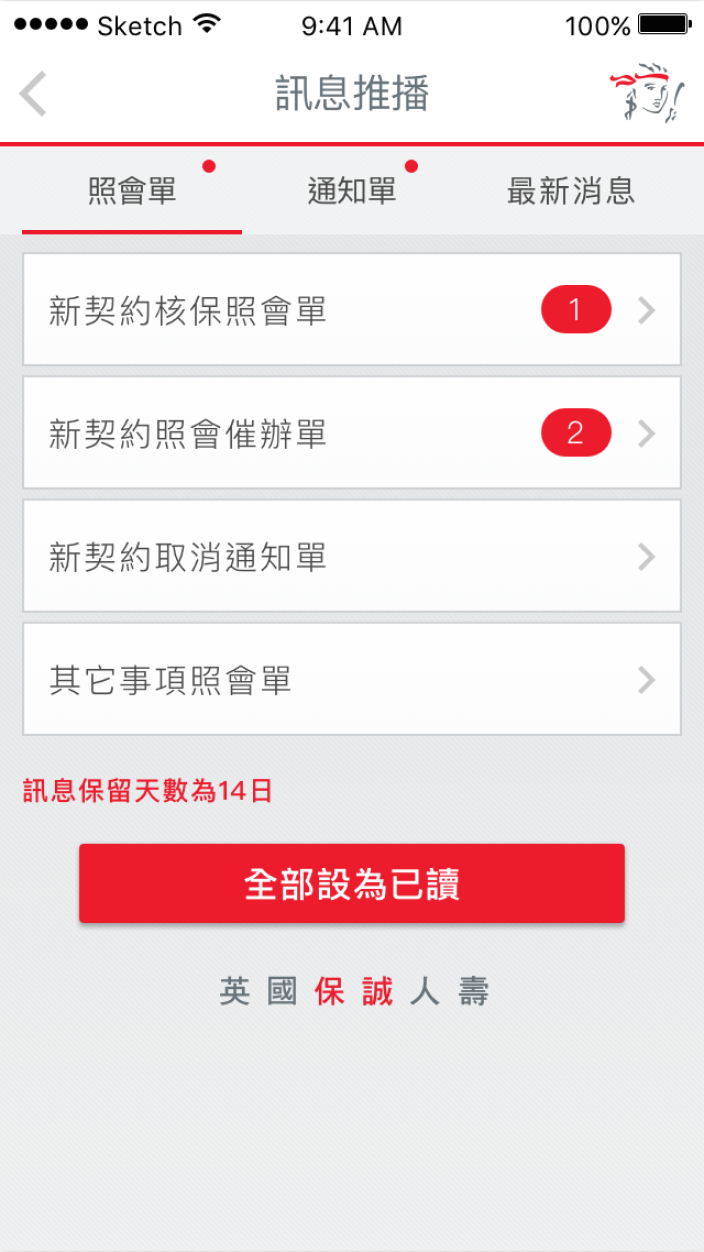 Sketch 9:41 AM 100%
訊息推播
照會單 通知單 最新消息
新契約核保照會單 1
新契約照會催辦單 2
新契約取消通知單
其它事項照會單
訊息保留天數為14日
全部設為已讀
英國保誠人壽